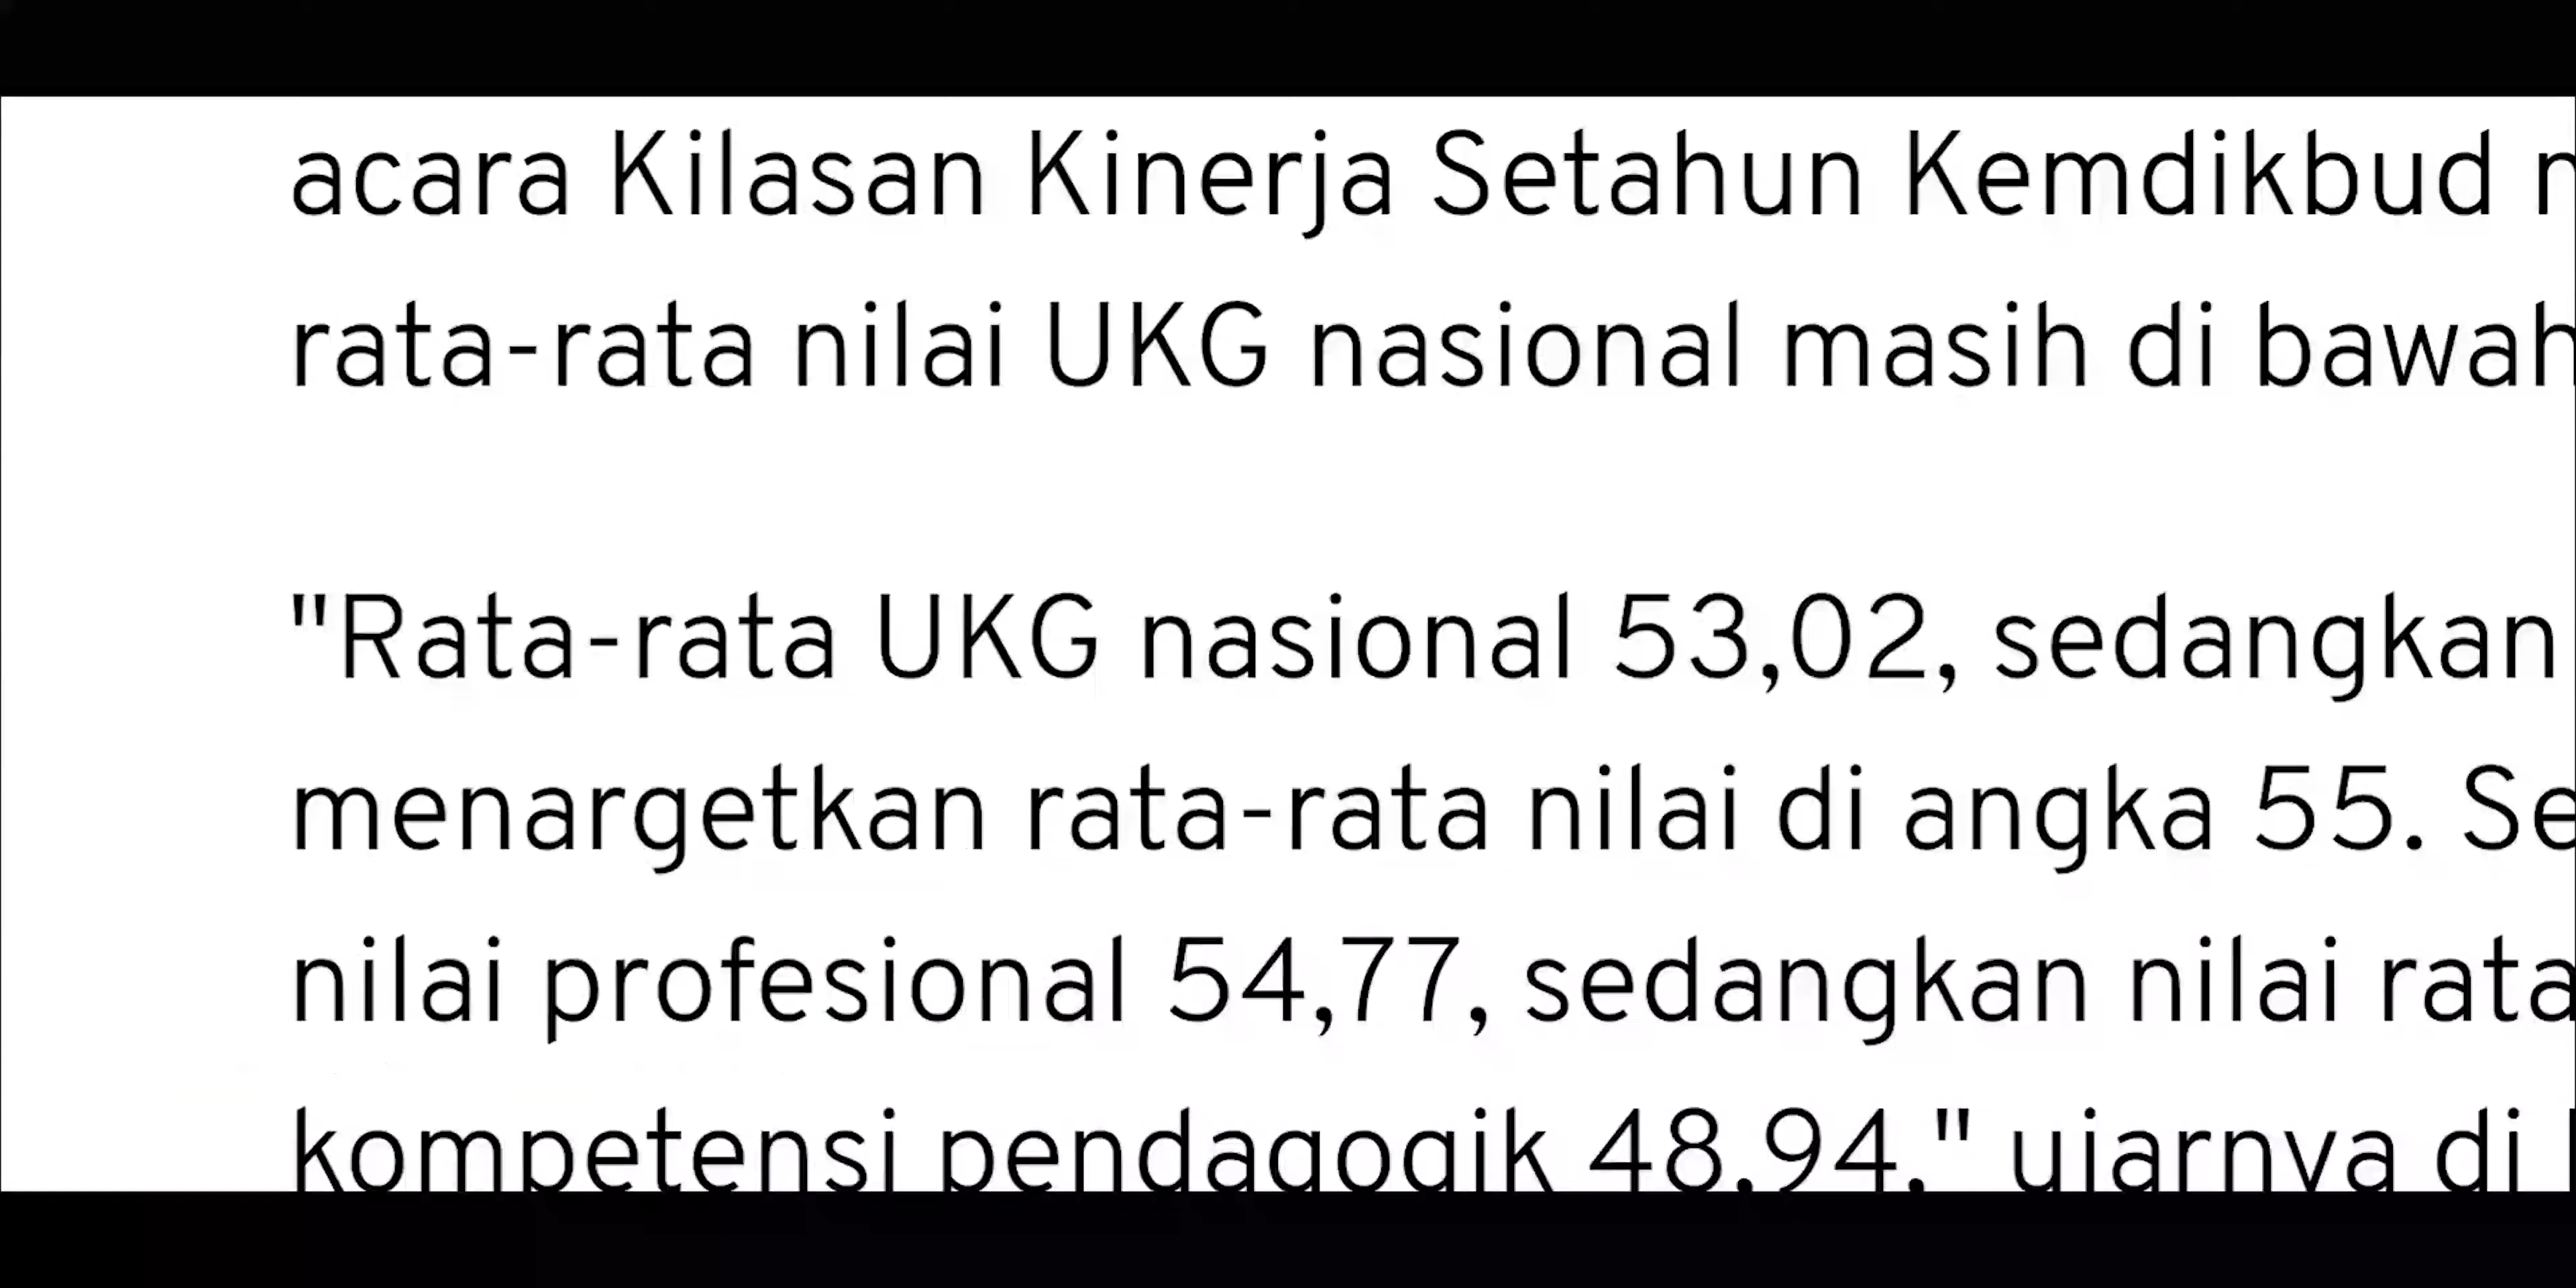 acara Kilasan Kinerja Setahun Kemdikbud
rata-rata nilai UKG nasional masih di bawah
"Rata-rata UKG nasional 53,02, sedangkan
menargetkan rata-rata nilai di angka 55. Se
nilai profesional 54,77, sedangkan nilai rata
kompetensi pendagogik 48,94," ujarnya di